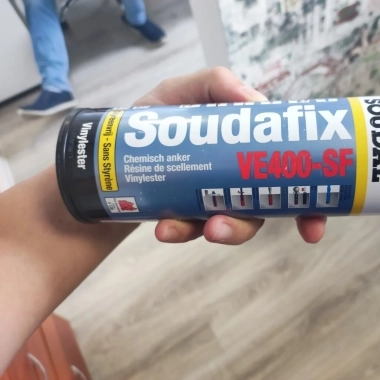 Vinylester
Sans Styrène
Soudafix
VE400-SF
Chemisch anker
Résine de scellement
Vinylester
SOUDAL